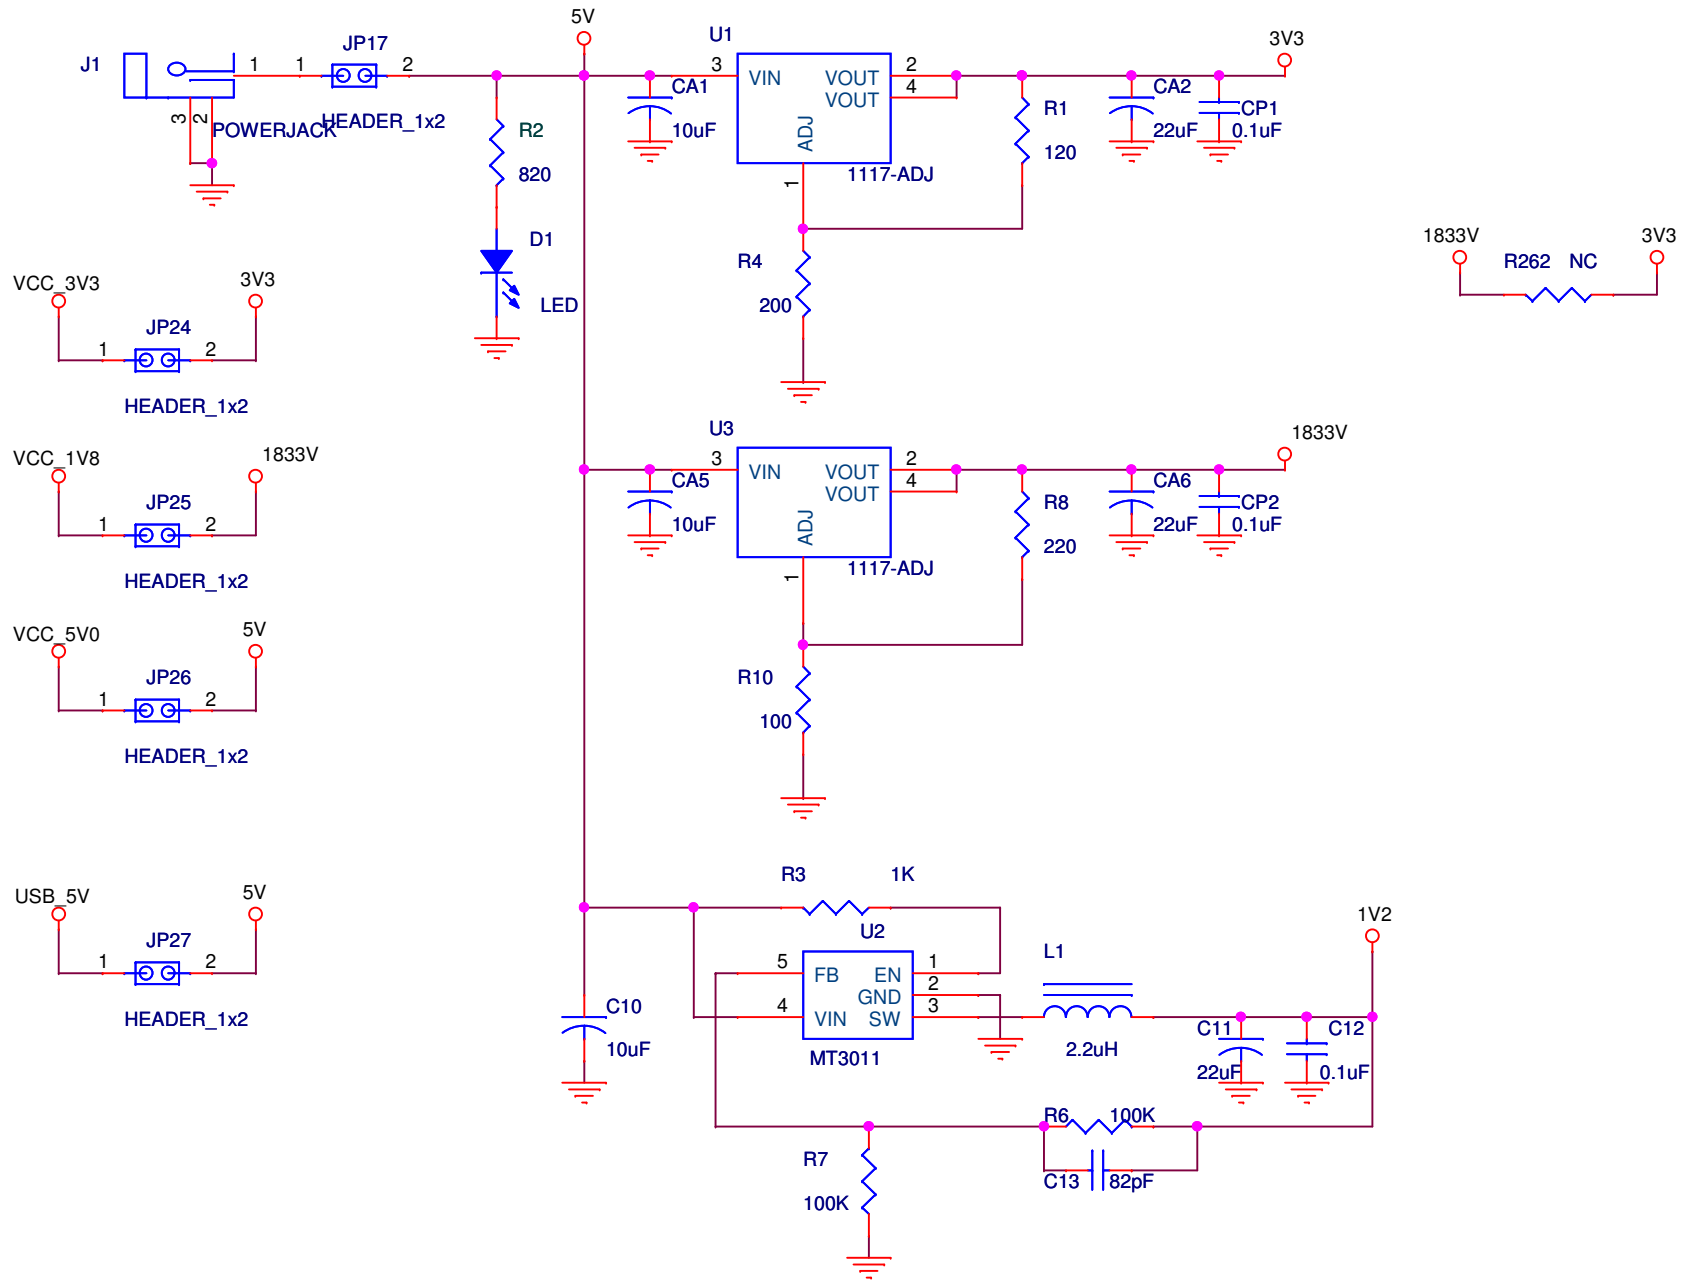 5V
U1
3V3
J1
JP17
1
1
2
3
VIN
VOUT
2
VOUT
4
ADJ
CA1
10uF
CA2
22uF
CP1
0.1uF
R1
120
3
2
POWERJACK
HEADER_1x2
R2
820
1117-ADJ
1
D1
LED
R4
200
1833V
3V3
R262 NC
VCC_3V3
3V3
JP24
1
2
HEADER_1x2
U3
1833V
3
VIN
VOUT
2
VOUT
4
ADJ
CA5
10uF
CA6
22uF
CP2
0.1uF
R8
220
1117-ADJ
1
VCC_1V8
1833V
JP25
1
2
HEADER_1x2
VCC_5V0
5V
JP26
1
2
HEADER_1x2
R10
100
R3
1K
USB_5V
5V
JP27
1
2
HEADER_1x2
U2
5
FB
EN
1
GND
2
4
VIN
SW
3
MT3011
L1
2.2uH
1V2
C10
10uF
C11
22uF
C12
0.1uF
R6
100K
R7
100K
C13
82pF